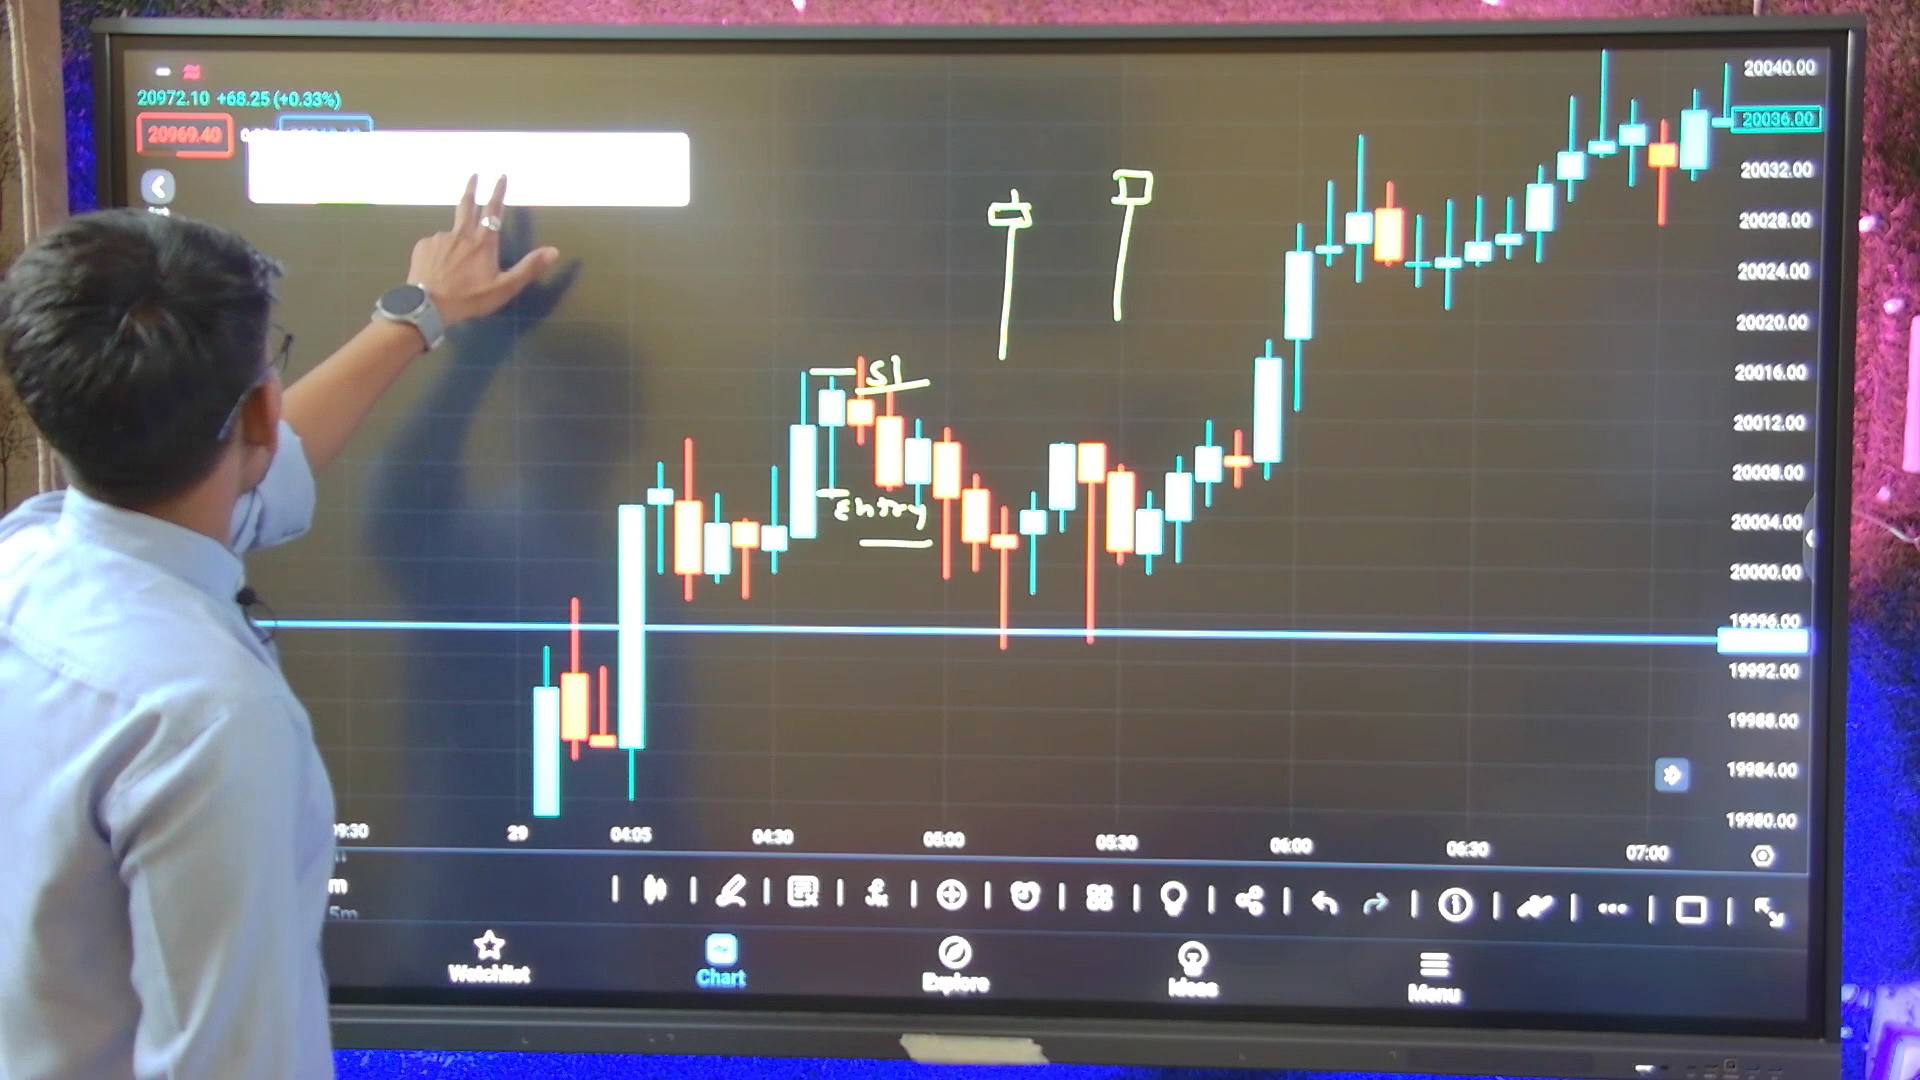 20972.10 +68.25 (+0.33%)
20969.40
20040.00
20036.00
20032.00
20028.00
20024.00
20020.00
20016.00
20012.00
20008.00
20004.00
20000.00
19996.00
19992.00
19988.00
19984.00
19980.00
Sl
Entry
29 04:05 04:30 05:00 05:30 06:00 06:30 07:00
m
5m
Watchlist Chart Explore Ideas Menu